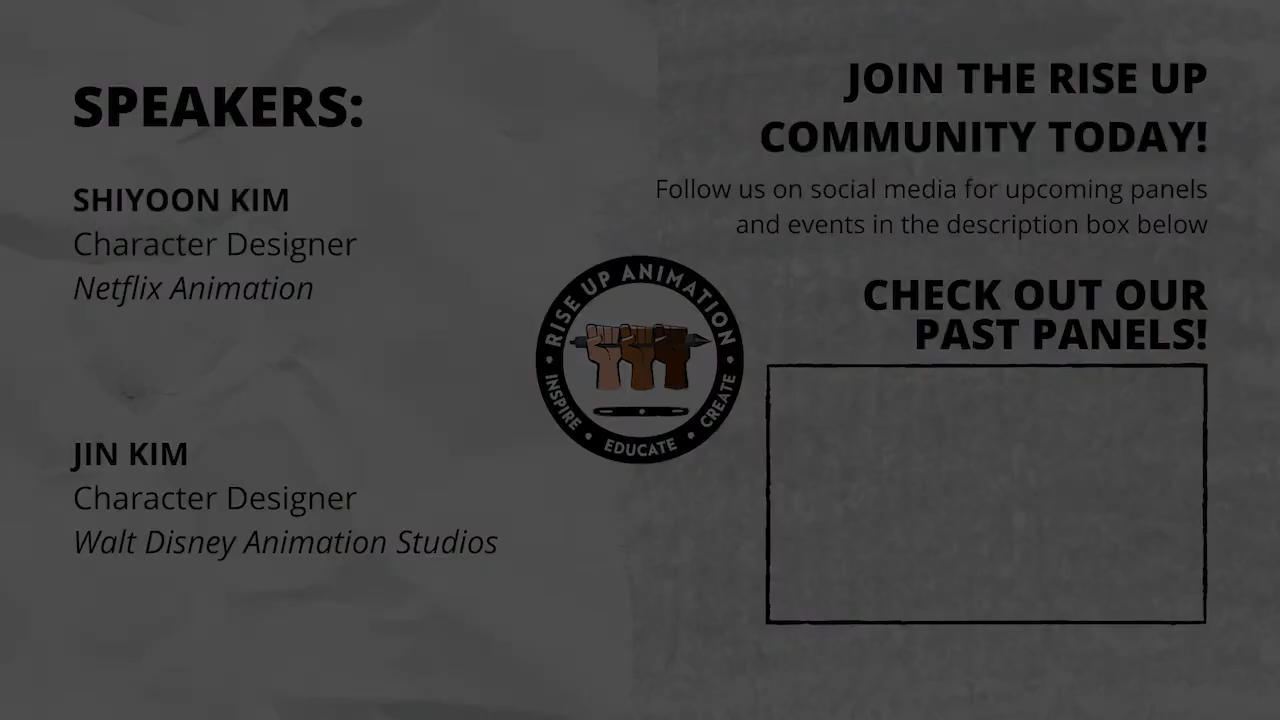 SPEAKERS:
SHIYOON KIM
Character Designer
Netflix Animation
JIN KIM
Character Designer
Walt Disney Animation Studios
RISE UP ANIMATION
INSPIRE • EDUCATE • CREATE
JOIN THE RISE UP
COMMUNITY TODAY!
Follow us on social media for upcoming panels
and events in the description box below
CHECK OUT OUR
PAST PANELS!